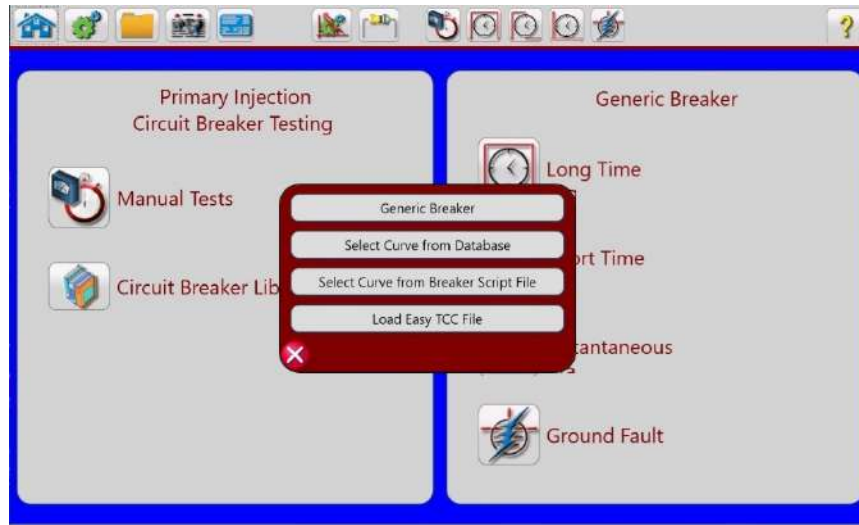 Primary Injection
Circuit Breaker Testing
Manual Tests
Circuit Breaker Lib
Generic Breaker
Select Curve from Database
Select Curve from Breaker Script File
Load Easy TCC File
Generic Breaker
Long Time
ort Time
tantaneous
Ground Fault
?